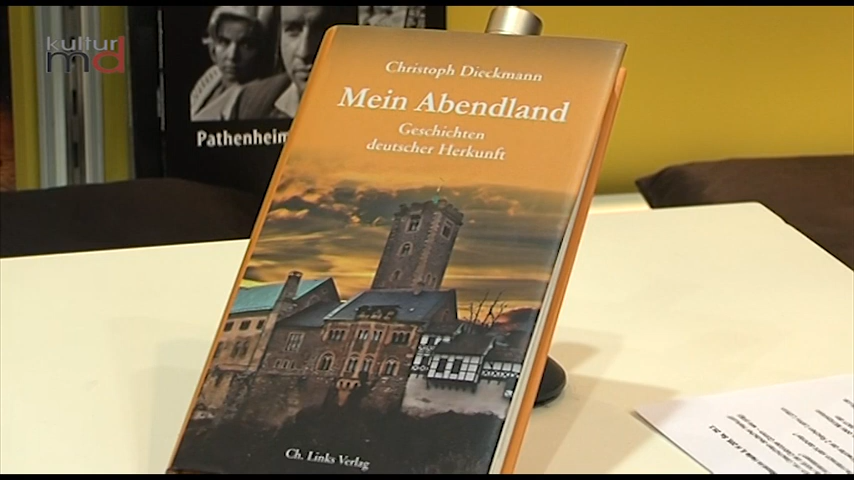 kultur
md
Pathenheim
Christoph Dieckmann
Mein Abendland
Geschichten
deutscher Herkunft
Ch. Links Verlag